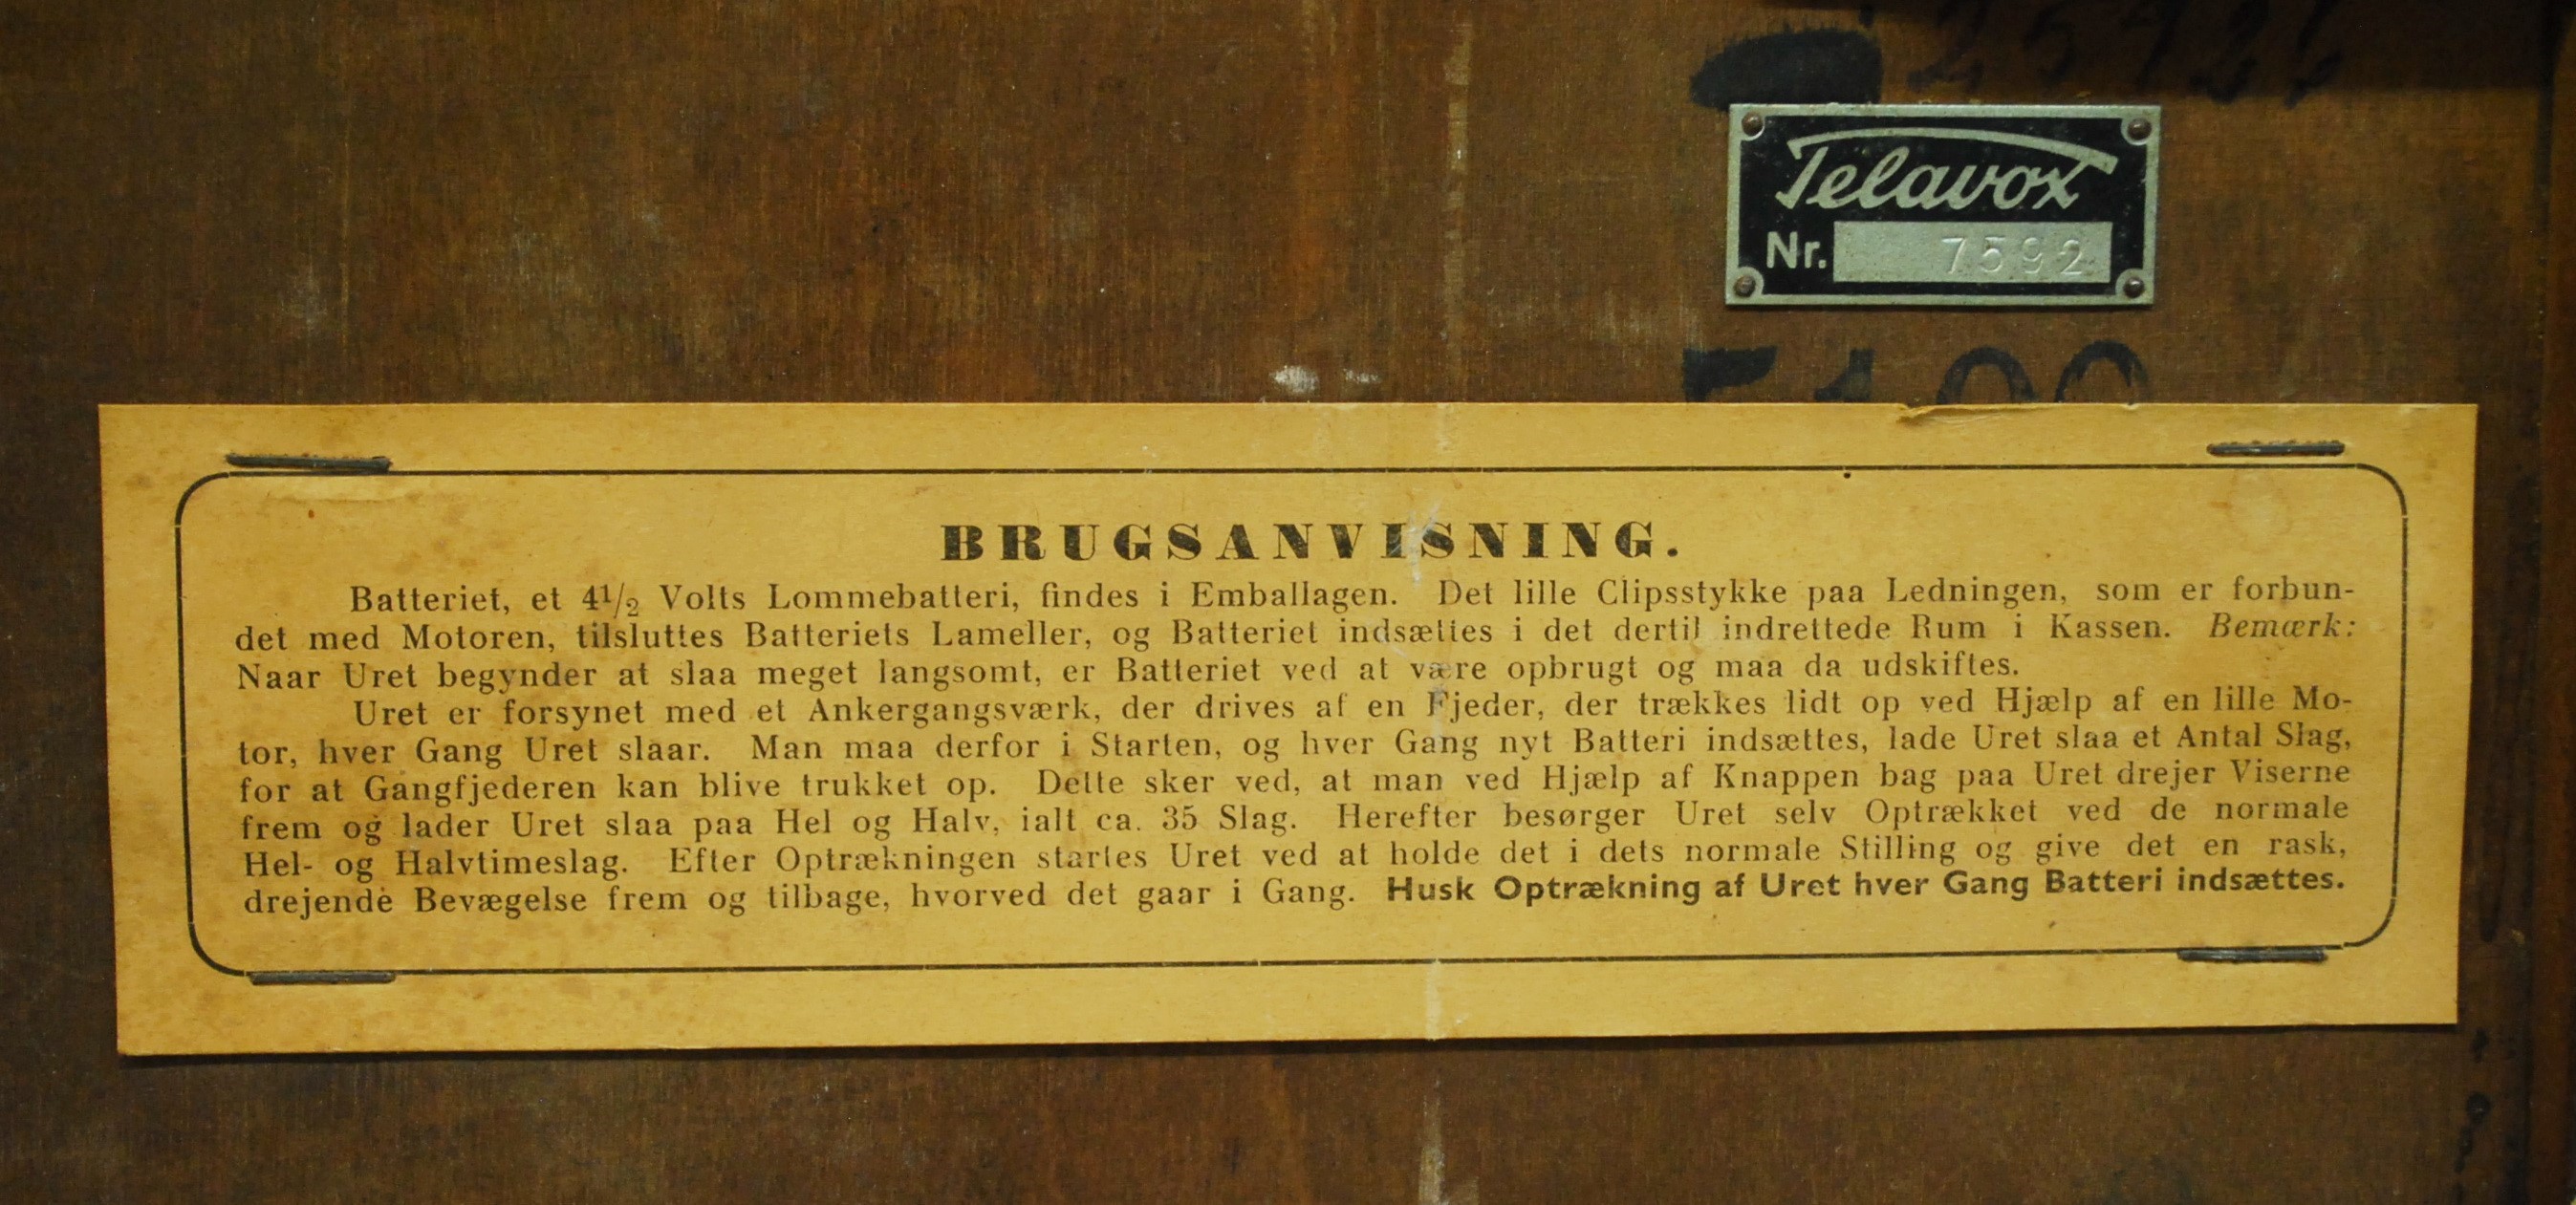 Telavox
Nr. 7592
BRUGSANVISNING.
Batteriet, et 4½ Volts Lommebatteri, findes i Emballagen. Det lille Clipsstykke paa Ledningen, som er forbun-
det med Motoren, tilsluttes Batteriets Lameller, og Batteriet indsættes i det dertil indrettede Rum i Kassen. Bemærk:
Naar Uret begynder at slaa meget langsomt, er Batteriet ved at være opbrugt og maa da udskiftes.
Uret er forsynet med et Ankergangsværk, der drives af en Fjeder, der trækkes lidt op ved Hjælp af en lille Mo-
tor, hver Gang Uret slaar. Man maa derfor i Starten, og hver Gang nyt Batteri indsættes, lade Uret slaa et Antal Slag,
for at Gangfjederen kan blive trukket op. Dette sker ved, at man ved Hjælp af Knappen bag paa Uret drejer Viserne
frem og lader Uret slaa paa Hel og Halv, ialt ca. 35 Slag. Herefter besørger Uret selv Optrækket ved de normale
Hel- og Halvtimeslag. Efter Optrækningen startes Uret ved at holde det i dets normale Stilling og give det en rask,
drejende Bevægelse frem og tilbage, hvorved det gaar i Gang. Husk Optrækning af Uret hver Gang Batteri indsættes.